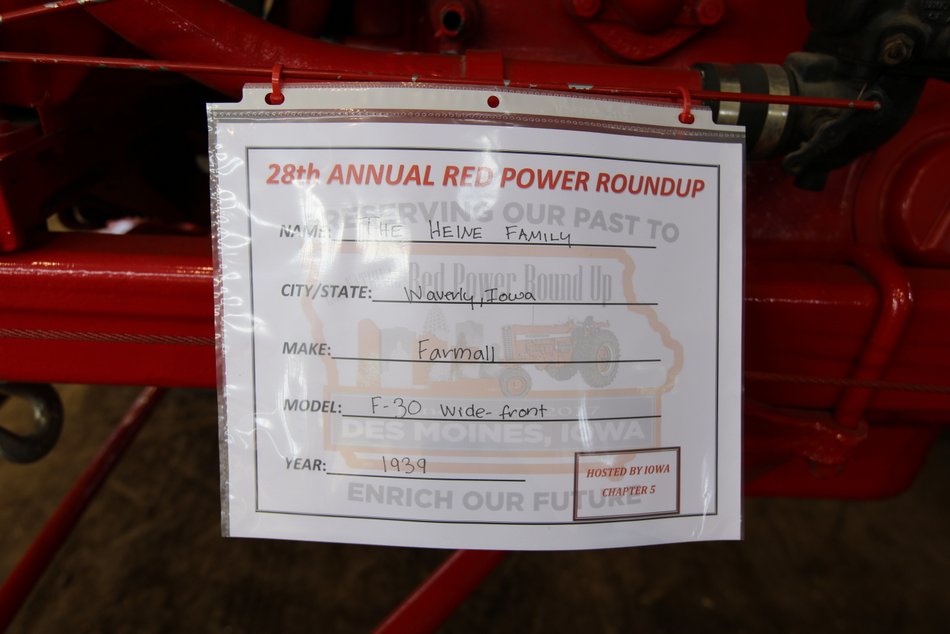 28th ANNUAL RED POWER ROUNDUP
PRESERVING OUR PAST TO
NAME: THE HEINE FAMILY
Red Power Round Up
CITY/STATE: Waverly, Iowa
MAKE: Farmall
MODEL: F-30 Wide-front
DES MOINES, IOWA
YEAR: 1939
HOSTED BY IOWA
CHAPTER 5
ENRICH OUR FUTURE